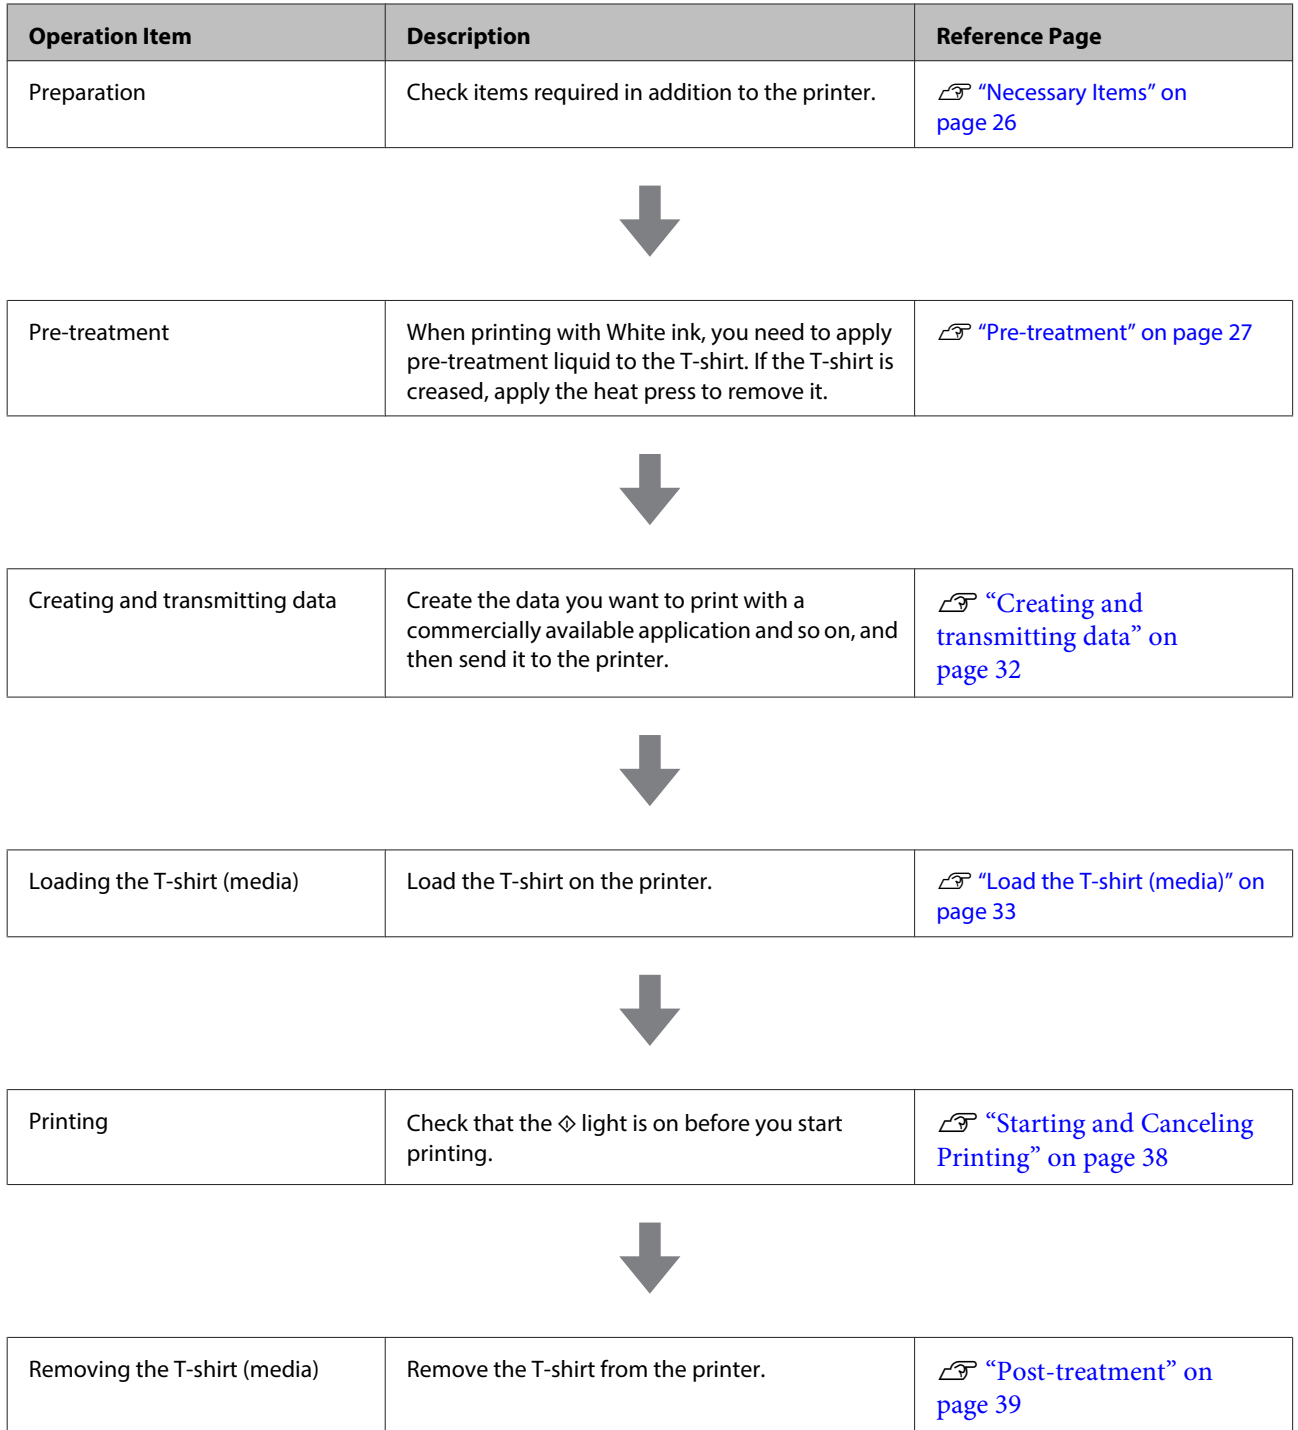 Operation Item Description Reference Page
Preparation Check items required in addition to the printer. “Necessary Items” on
page 26
Pre-treatment When printing with White ink, you need to apply “Pre-treatment” on page 27
pre-treatment liquid to the T-shirt. If the T-shirt is
creased, apply the heat press to remove it.
Creating and transmitting data Create the data you want to print with a “Creating and
commercially available application and so on, and transmitting data” on
then send it to the printer. page 32
Loading the T-shirt (media) Load the T-shirt on the printer. “Load the T-shirt (media)” on
page 33
Printing Check that the light is on before you start “Starting and Canceling
printing. Printing” on page 38
Removing the T-shirt (media) Remove the T-shirt from the printer. “Post-treatment” on
page 39